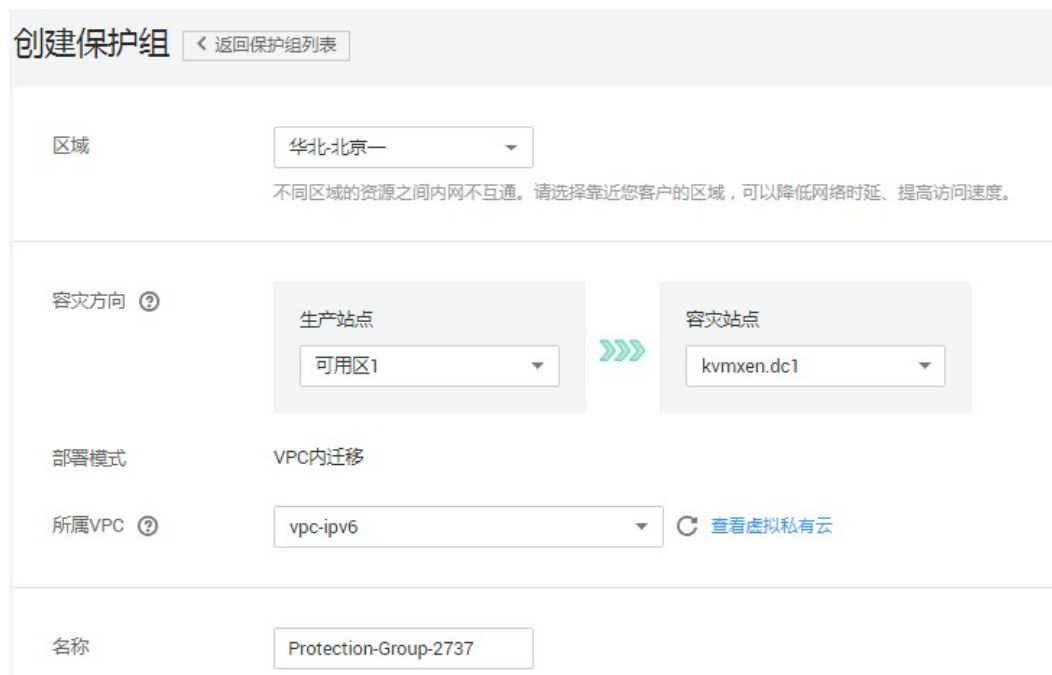 创建保护组 < 返回保护组列表
区域 华北-北京一
不同区域的资源之间内网不互通。请选择靠近您客户的区域，可以降低网络时延、提高访问速度。
容灾方向 ?
生产站点 容灾站点
可用区1 kvmxen.dc1
部署模式 VPC内迁移
所属VPC ? vpc-ipv6 查看虚拟私有云
名称 Protection-Group-2737